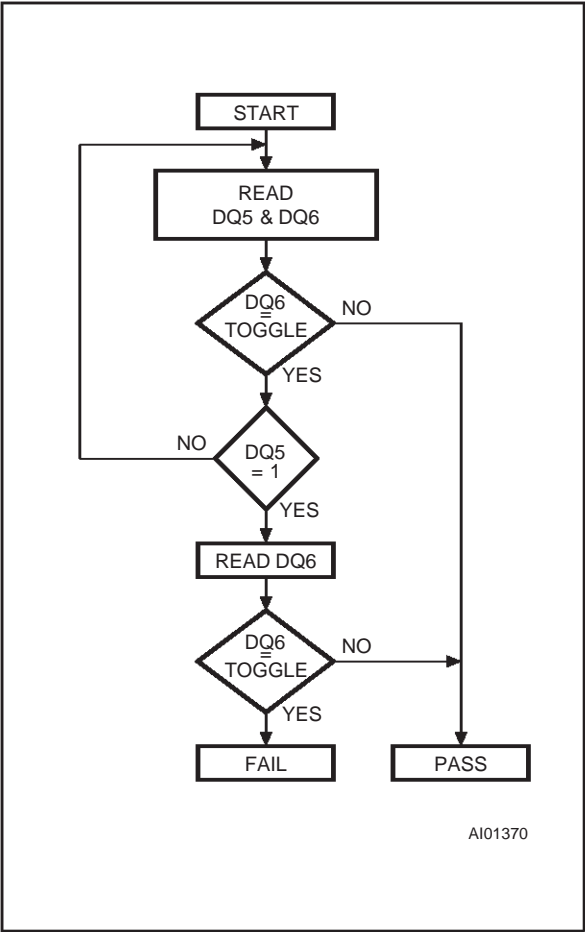 START
READ
DQ5 & DQ6
DQ6
=
TOGGLE
NO
YES
NO
DQ5
= 1
YES
READ DQ6
DQ6
=
TOGGLE
NO
YES
FAIL
PASS
AI01370